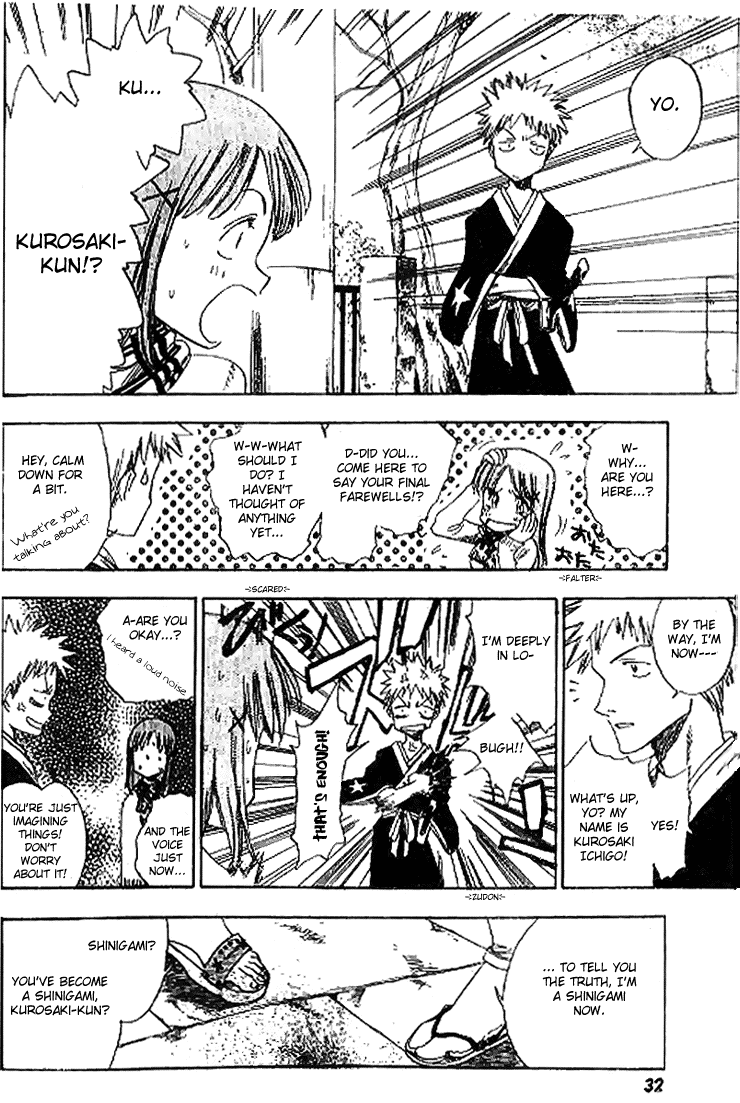 YO.
KU...
KUROSAKI-
KUN!?
W-
WHY...
ARE YOU
HERE...?
D-DID YOU...
COME HERE TO
SAY YOUR FINAL
FAREWELLS!?
W-W-WHAT
SHOULD I
DO? I
HAVEN'T
THOUGHT OF
ANYTHING
YET...
HEY, CALM
DOWN FOR
A BIT.
What're you
talking about?
おたおた
-:FALTER:-
-:SCARED:-
BY THE
WAY, I'M
NOW---
YES!
WHAT'S UP,
YO? MY
NAME IS
KUROSAKI
ICHIGO!
I'M DEEPLY
IN LO-
BUGH!!
THAT'S ENOUGH!
-:ZUDON:-
A-ARE YOU
OKAY...?
I heard a loud noise
AND THE
VOICE
JUST
NOW...
YOU'RE JUST
IMAGINING
THINGS!
DON'T
WORRY
ABOUT IT!
... TO TELL YOU
THE TRUTH, I'M
A SHINIGAMI
NOW.
SHINIGAMI?
YOU'VE BECOME
A SHINIGAMI,
KUROSAKI-KUN?
32